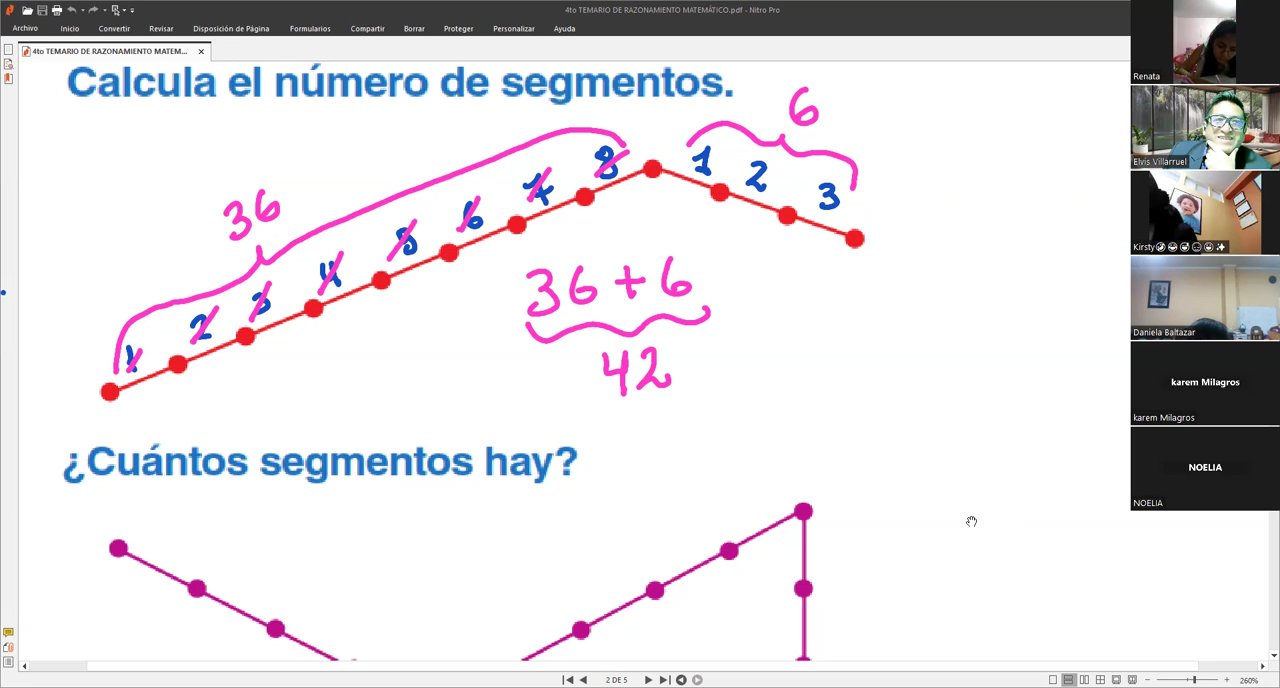 4to TEMARIO DE RAZONAMIENTO MATEMÁTICO.pdf - Nitro Pro
Archivo Inicio Convertir Revisar Disposición de Página Formularios Compartir Borrar Proteger Personalizar Ayuda
4to TEMARIO DE RAZONAMIENTO MATEM...
Calcula el número de segmentos.
6
36
1 2 3 4 5 6 7 8
1 2 3
36 + 6
42
¿Cuántos segmentos hay?
Renata
Elvis Villarruel
Kirsty
Daniela Baltazar
karem Milagros
karem Milagros
NOELIA
NOELIA
2 DE 5
260%